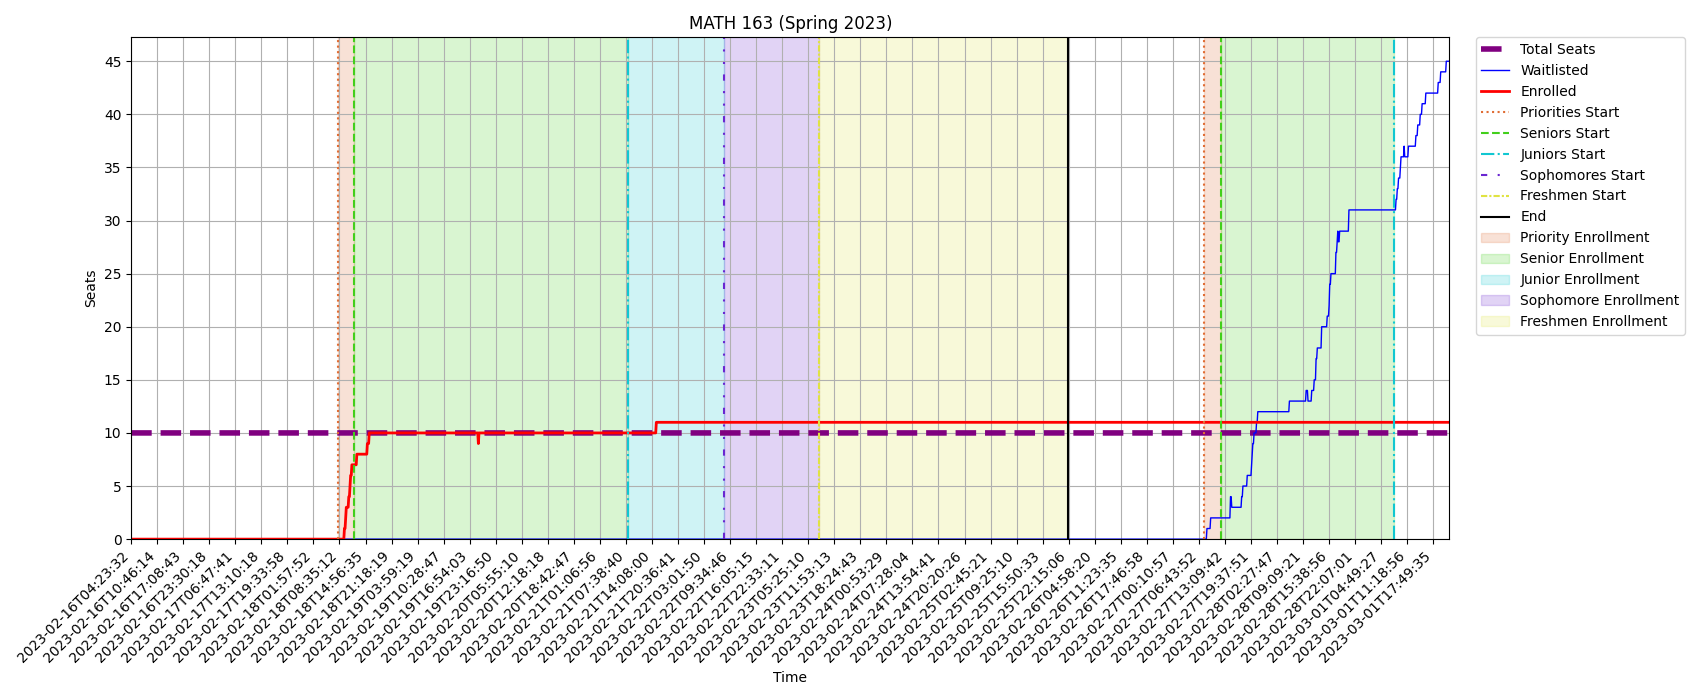 MATH 163 (Spring 2023)
45
40
35
30
25
20
15
10
5
0
Seats
2023-02-16T04:23:32
2023-02-16T10:46:14
2023-02-16T17:08:43
2023-02-16T23:30:18
2023-02-17T06:47:41
2023-02-17T13:10:18
2023-02-17T19:33:58
2023-02-18T01:57:52
2023-02-18T08:35:12
2023-02-18T14:56:35
2023-02-18T21:18:19
2023-02-19T03:59:19
2023-02-19T10:28:47
2023-02-19T16:54:03
2023-02-19T23:16:50
2023-02-20T05:55:10
2023-02-20T12:18:18
2023-02-20T18:42:47
2023-02-21T01:06:56
2023-02-21T07:38:40
2023-02-21T14:08:00
2023-02-21T20:36:41
2023-02-22T03:01:50
2023-02-22T09:34:46
2023-02-22T16:05:15
2023-02-22T22:33:11
2023-02-23T05:25:10
2023-02-23T11:53:13
2023-02-23T18:24:43
2023-02-24T00:53:29
2023-02-24T07:28:04
2023-02-24T13:54:41
2023-02-24T20:20:26
2023-02-25T02:45:21
2023-02-25T09:25:10
2023-02-25T15:50:33
2023-02-25T22:15:06
2023-02-26T04:58:20
2023-02-26T11:23:35
2023-02-26T17:46:58
2023-02-27T00:10:57
2023-02-27T06:43:52
2023-02-27T13:09:42
2023-02-27T19:37:51
2023-02-28T02:27:47
2023-02-28T09:09:21
2023-02-28T15:38:56
2023-02-28T22:07:01
2023-03-01T04:49:27
2023-03-01T11:18:56
2023-03-01T17:49:35
Time
Total Seats
Waitlisted
Enrolled
Priorities Start
Seniors Start
Juniors Start
Sophomores Start
Freshmen Start
End
Priority Enrollment
Senior Enrollment
Junior Enrollment
Sophomore Enrollment
Freshmen Enrollment